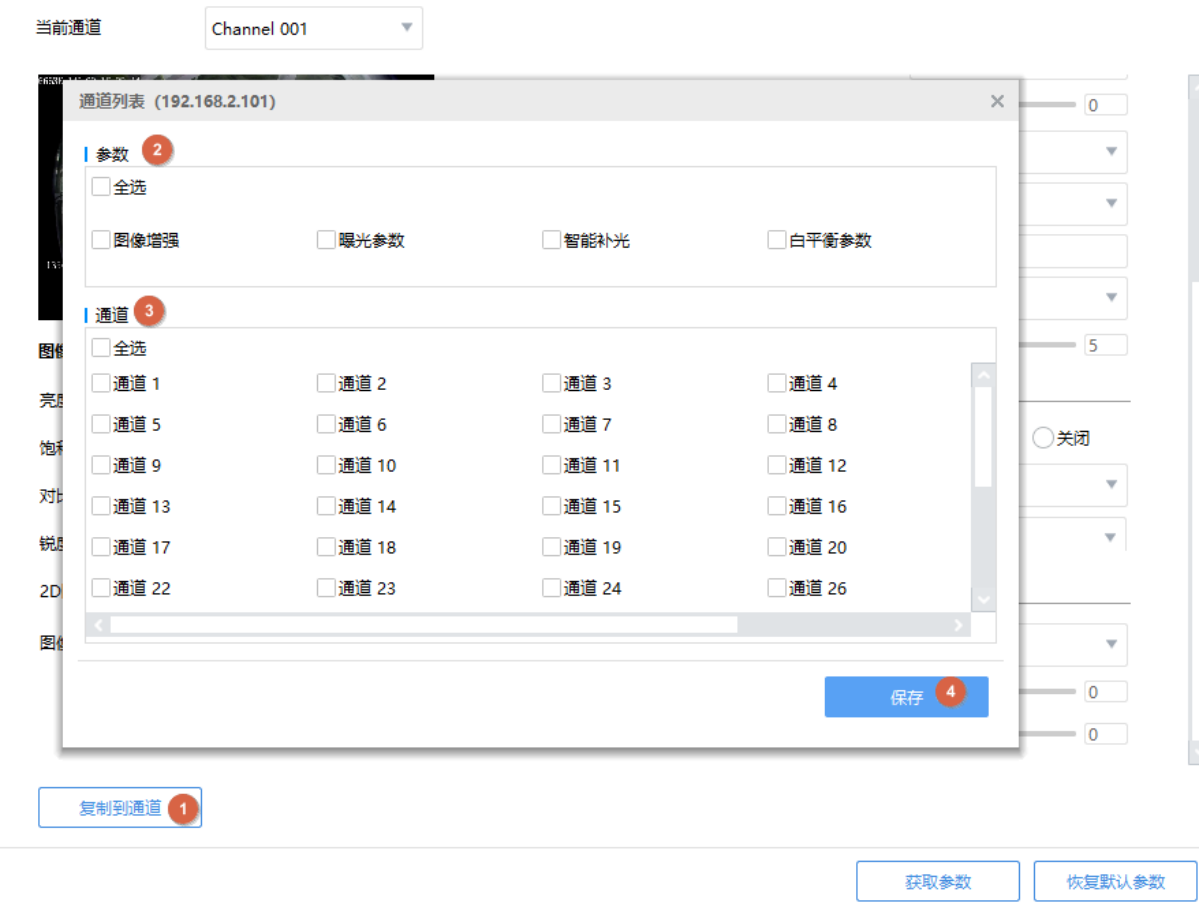 当前通道 Channel 001
通道列表 (192.168.2.101)
0
参数 2
全选
图像增强 曝光参数 智能补光 白平衡参数
通道 3
5
全选
通道 1 通道 2 通道 3 通道 4
通道 5 通道 6 通道 7 通道 8
关闭
通道 9 通道 10 通道 11 通道 12
通道 13 通道 14 通道 15 通道 16
通道 17 通道 18 通道 19 通道 20
通道 22 通道 23 通道 24 通道 26
2D
保存 4
0
0
复制到通道 1
获取参数 恢复默认参数